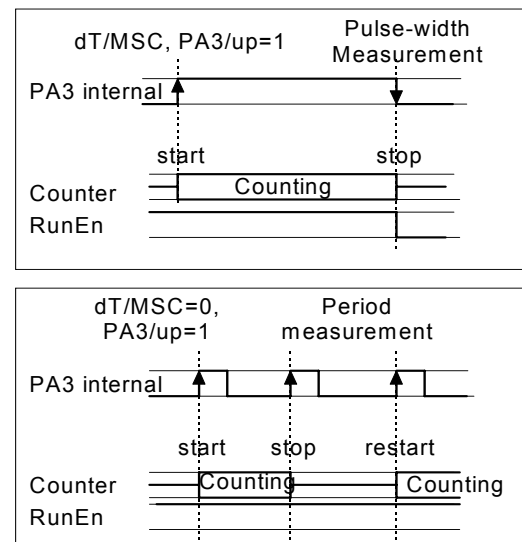 dT/MSC, PA3/up=1
Pulse-width
Measurement
PA3 internal
start
stop
Counter
Counting
RunEn
dT/MSC=0,
PA3/up=1
Period
measurement
PA3 internal
start
stop
restart
Counter
Counting
Counting
RunEn